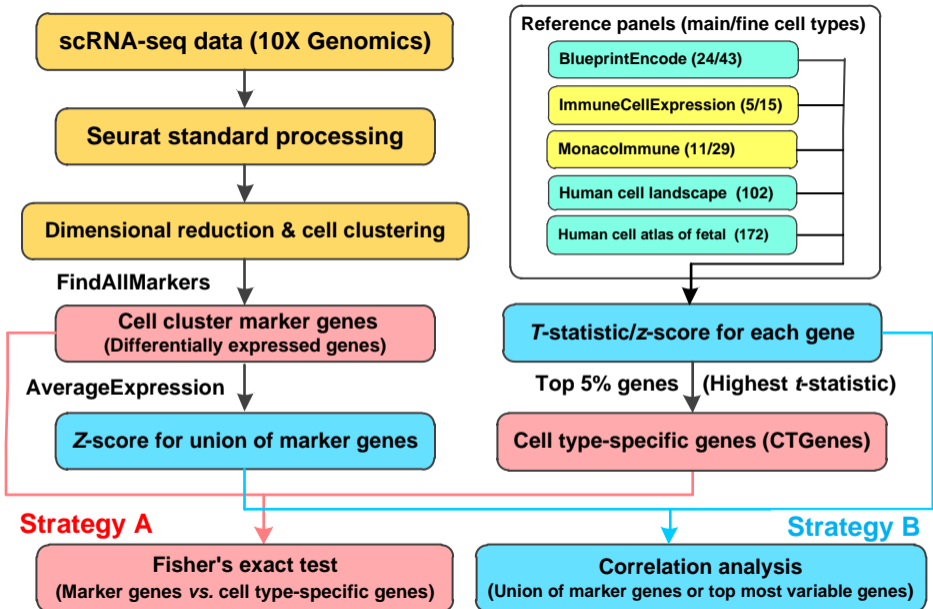 scRNA-seq data (10X Genomics)
Seurat standard processing
Dimensional reduction & cell clustering
FindAllMarkers
Cell cluster marker genes
(Differentially expressed genes)
AverageExpression
Z-score for union of marker genes
Reference panels (main/fine cell types)
BlueprintEncode (24/43)
ImmuneCellExpression (5/15)
MonacoImmune (11/29)
Human cell landscape (102)
Human cell atlas of fetal (172)
T-statistic/z-score for each gene
Top 5% genes (Highest t-statistic)
Cell type-specific genes (CTGenes)
Strategy A
Fisher's exact test
(Marker genes vs. cell type-specific genes)
Strategy B
Correlation analysis
(Union of marker genes or top most variable genes)